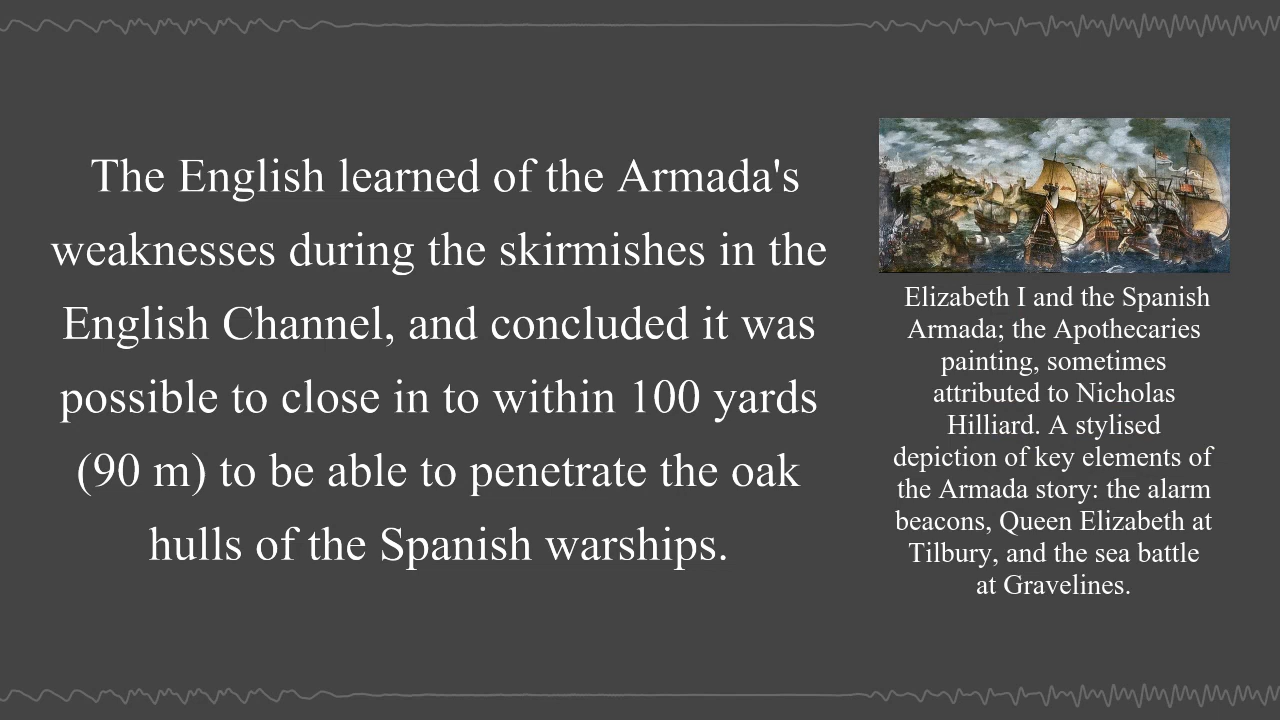 The English learned of the Armada's
weaknesses during the skirmishes in the
English Channel, and concluded it was
possible to close in to within 100 yards
(90 m) to be able to penetrate the oak
hulls of the Spanish warships.
Elizabeth I and the Spanish
Armada; the Apothecaries
painting, sometimes
attributed to Nicholas
Hilliard. A stylised
depiction of key elements of
the Armada story: the alarm
beacons, Queen Elizabeth at
Tilbury, and the sea battle
at Gravelines.